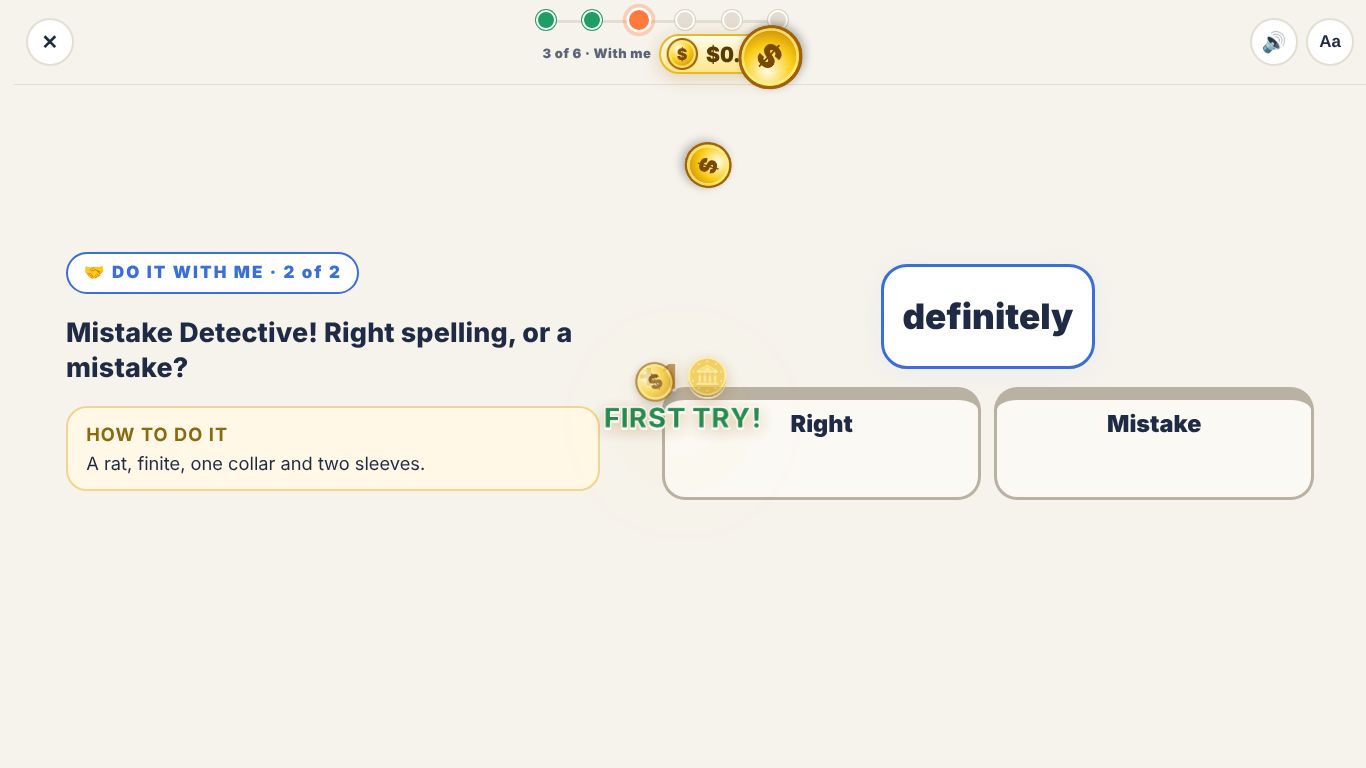 ✕
3 of 6 · With me
$ $0.
🔊
Aa
🤝 DO IT WITH ME · 2 of 2
Mistake Detective! Right spelling, or a
mistake?
HOW TO DO IT
A rat, finite, one collar and two sleeves.
FIRST TRY!
definitely
Right
Mistake